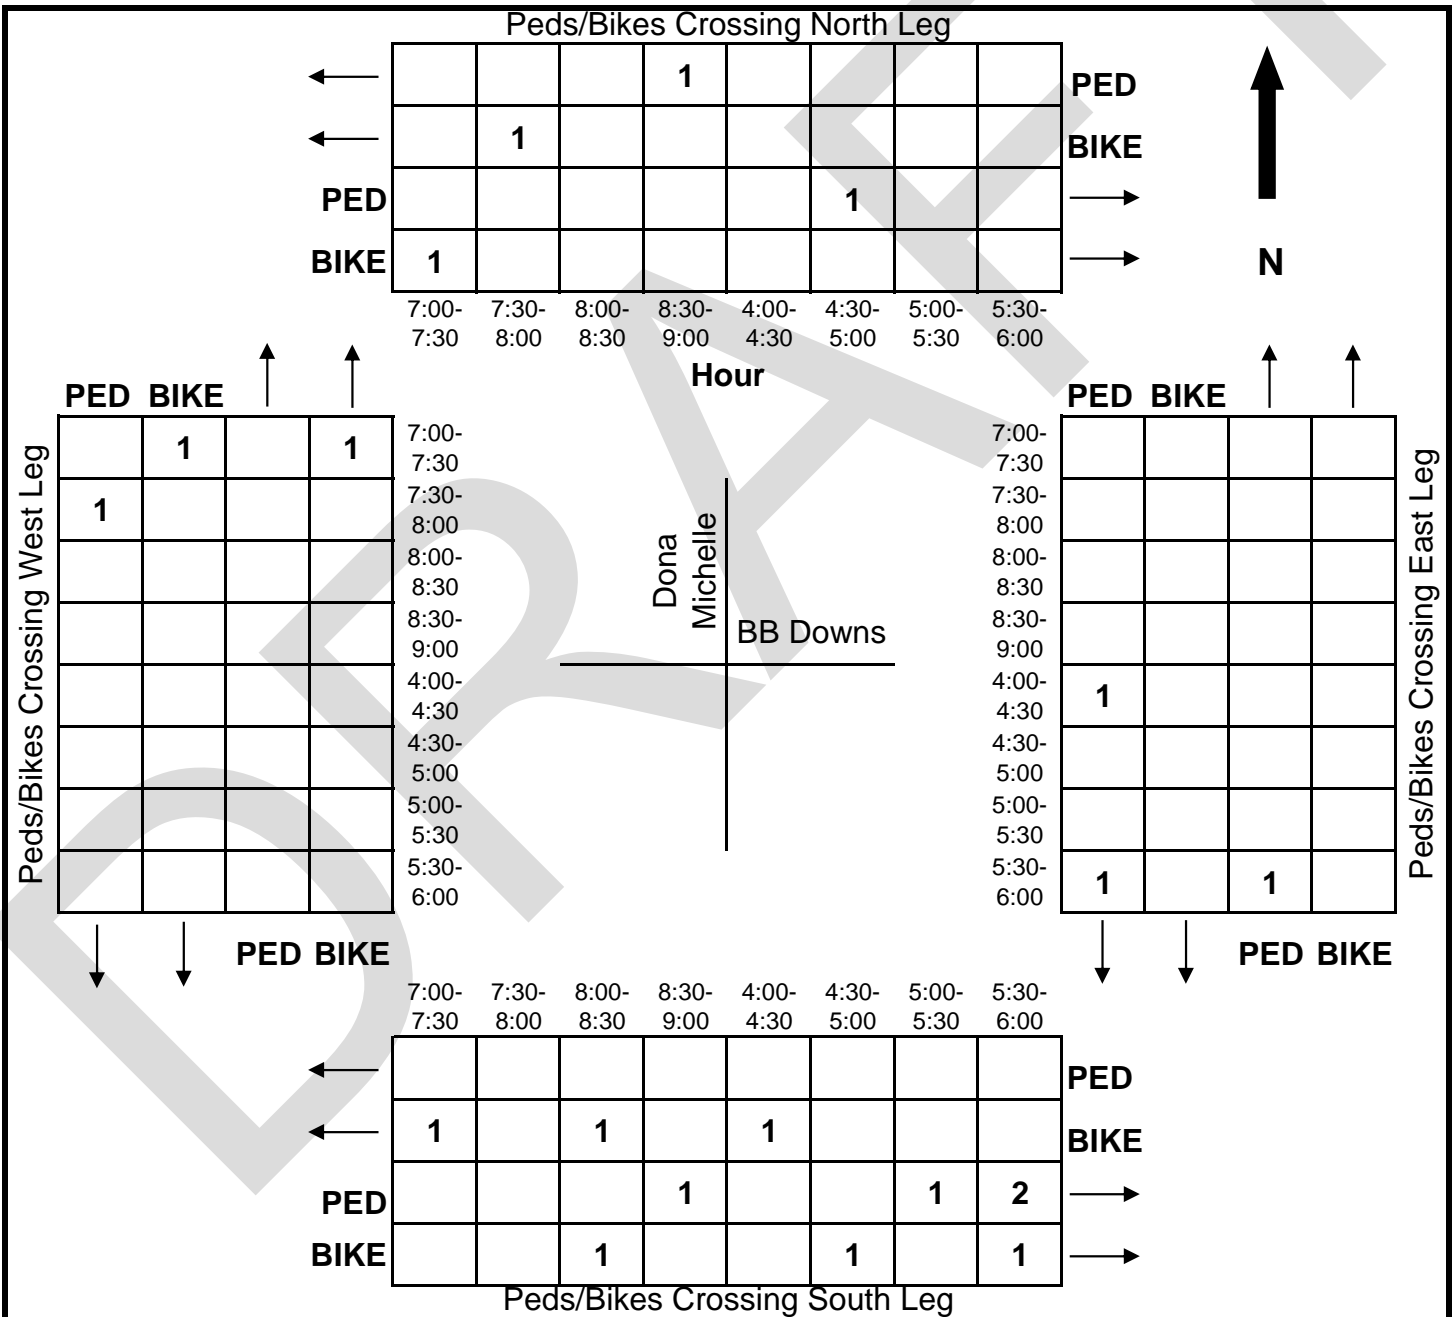 Peds/Bikes Crossing North Leg
1 PED
1 BIKE
PED 1
BIKE 1
N
7:00- 7:30- 8:00- 8:30- 4:00- 4:30- 5:00- 5:30-
7:30 8:00 8:30 9:00 4:30 5:00 5:30 6:00
Hour
PED BIKE
PED BIKE
Peds/Bikes Crossing West Leg
1 1 7:00-
7:30
1 7:30-
8:00
8:00-
8:30
8:30-
9:00
4:00-
4:30
4:30-
5:00
5:00-
5:30
5:30-
6:00
PED BIKE
Dona
Michelle
BB Downs
7:00-
7:30
7:30-
8:00
8:00-
8:30
8:30-
9:00
4:00-
4:30 1
4:30-
5:00
5:00-
5:30
5:30-
6:00 1 1
PED BIKE
Peds/Bikes Crossing East Leg
7:00- 7:30- 8:00- 8:30- 4:00- 4:30- 5:00- 5:30-
7:30 8:00 8:30 9:00 4:30 5:00 5:30 6:00
PED
1 1 1 BIKE
PED 1 1 2
BIKE 1 1 1
Peds/Bikes Crossing South Leg
DRAFT